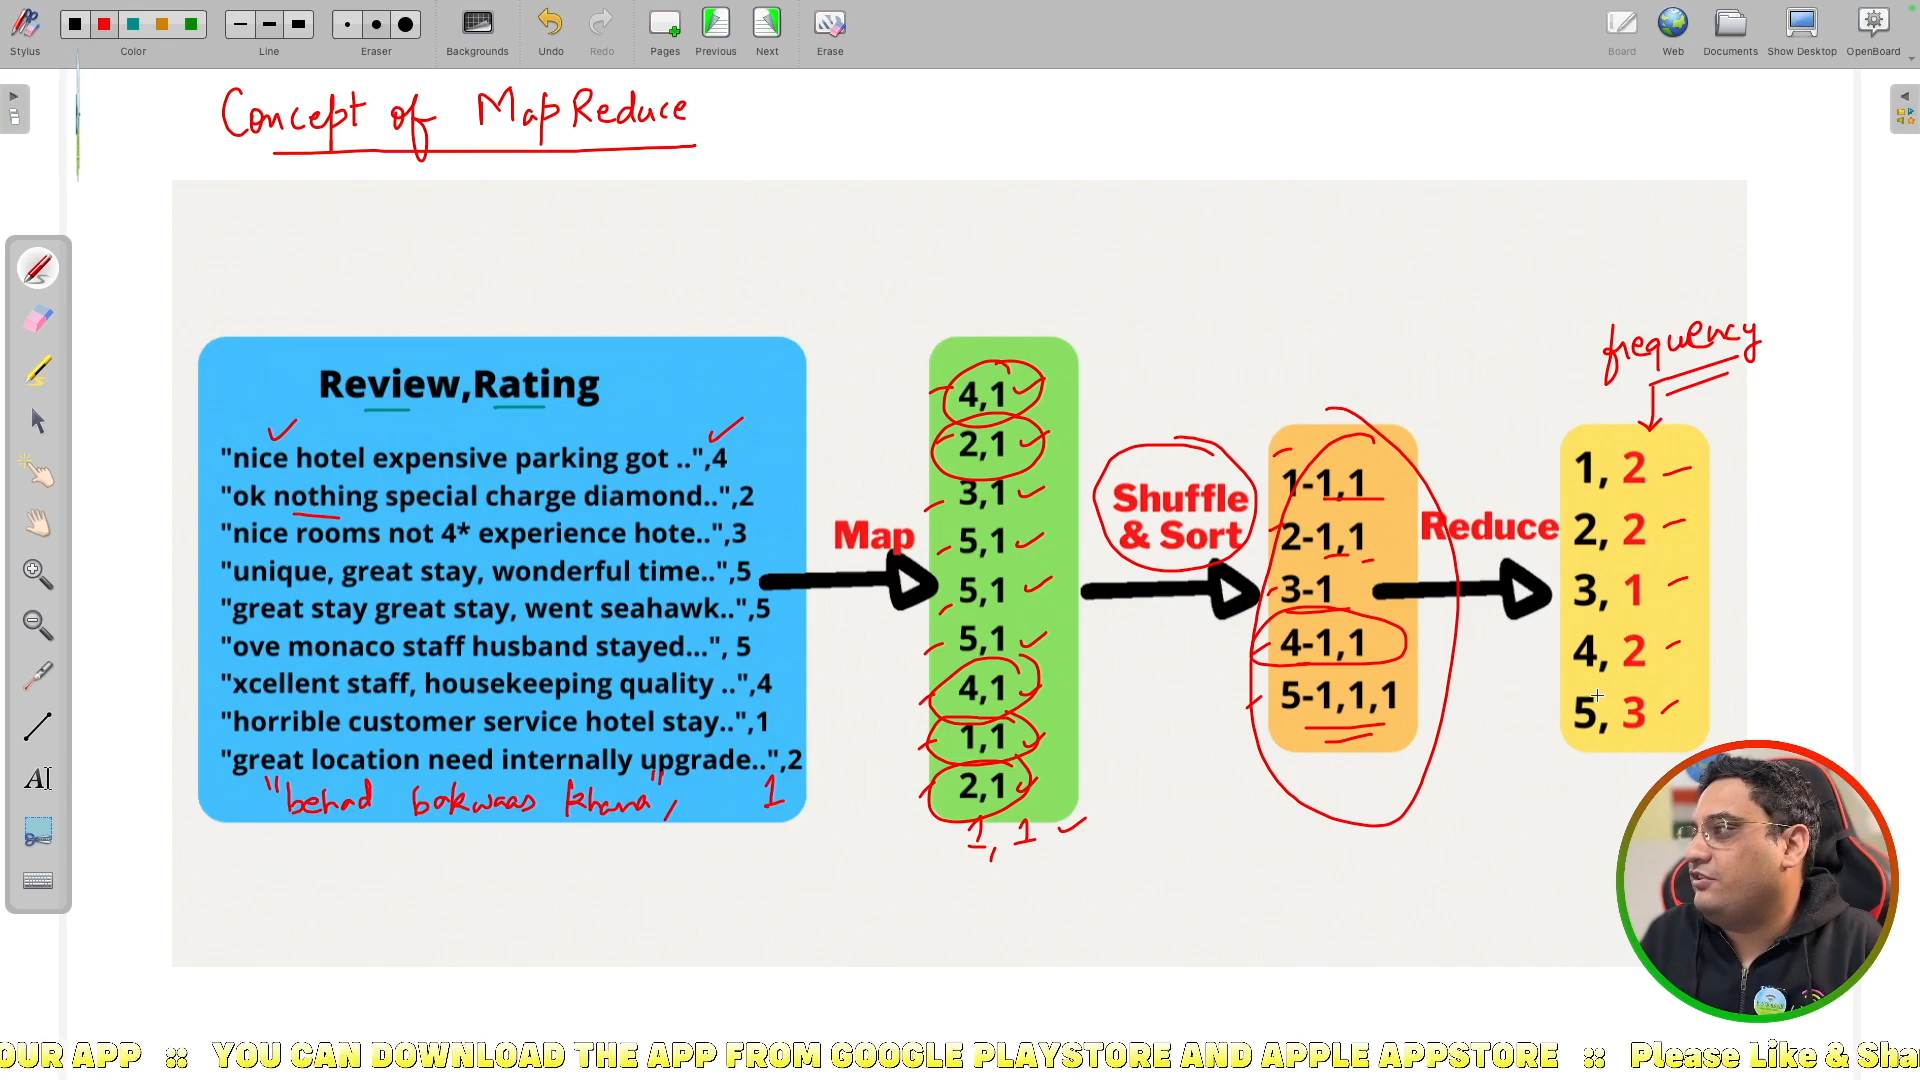 Stylus
Color
Line
Eraser
Backgrounds
Undo
Redo
Pages
Previous
Next
Erase
Board
Web
Documents
Show Desktop
OpenBoard
Concept of MapReduce
Review,Rating
"nice hotel expensive parking got ..",4
"ok nothing special charge diamond..",2
"nice rooms not 4* experience hote..",3
"unique, great stay, wonderful time..",5
"great stay great stay, went seahawk..",5
"ove monaco staff husband stayed...", 5
"xcellent staff, housekeeping quality ..",4
"horrible customer service hotel stay..",1
"great location need internally upgrade..",2
"behad bakwaas khana", 1
Map
4,1
2,1
3,1
5,1
5,1
5,1
4,1
1,1
2,1
1, 1
Shuffle
& Sort
1-1,1
2-1,1
3-1
4-1,1
5-1,1,1
Reduce
frequency
1, 2
2, 2
3, 1
4, 2
5, 3
AI
OUR APP :: YOU CAN DOWNLOAD THE APP FROM GOOGLE PLAYSTORE AND APPLE APPSTORE :: Please Like & Sha